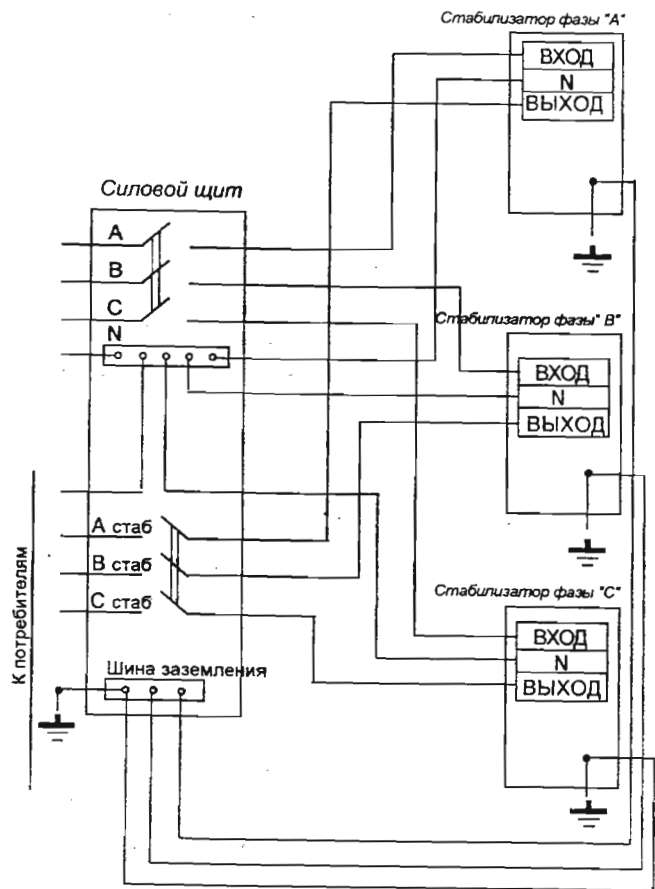 Стабилизатор фазы "А"
ВХОД
N
ВЫХОД
Силовой щит
А
В
С
N
Стабилизатор фазы" В"
ВХОД
N
ВЫХОД
А стаб
В стаб
С стаб
К потребителям
Стабилизатор фазы "С"
ВХОД
N
ВЫХОД
Шина заземления